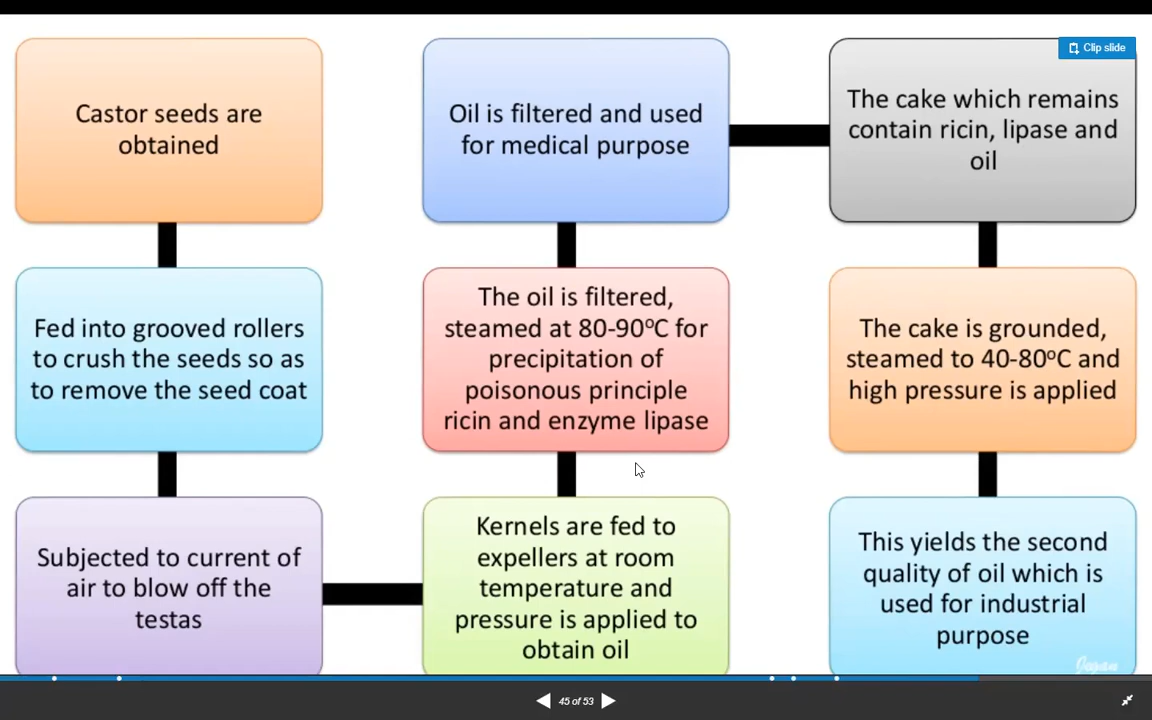 Castor seeds are
obtained
Fed into grooved rollers
to crush the seeds so as
to remove the seed coat
Subjected to current of
air to blow off the
testas
Kernels are fed to
expellers at room
temperature and
pressure is applied to
obtain oil
The oil is filtered,
steamed at 80-90ºC for
precipitation of
poisonous principle
ricin and enzyme lipase
Oil is filtered and used
for medical purpose
The cake which remains
contain ricin, lipase and
oil
The cake is grounded,
steamed to 40-80ºC and
high pressure is applied
This yields the second
quality of oil which is
used for industrial
purpose
Clip slide
Jegan
45 of 53